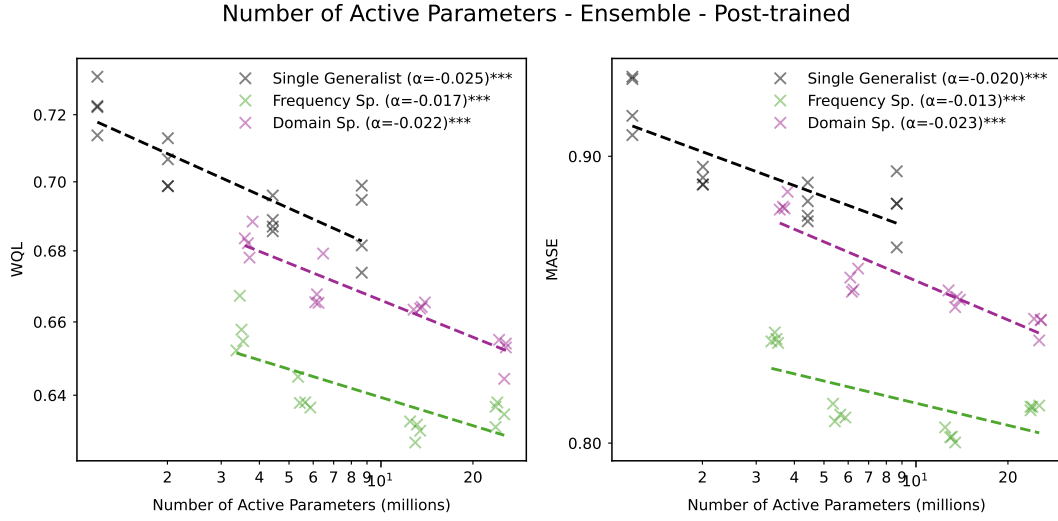 Number of Active Parameters - Ensemble - Post-trained
Single Generalist (α=-0.025)***
Frequency Sp. (α=-0.017)***
Domain Sp. (α=-0.022)***
0.72
0.70
0.68
0.66
0.64
WQL
2
3
4
5
6
7
8
9
10¹
2
Number of Active Parameters (millions)
Single Generalist (α=-0.020)***
Frequency Sp. (α=-0.013)***
Domain Sp. (α=-0.023)***
0.90
0.80
MASE
2
3
4
5
6
7
8
9
10¹
2
Number of Active Parameters (millions)